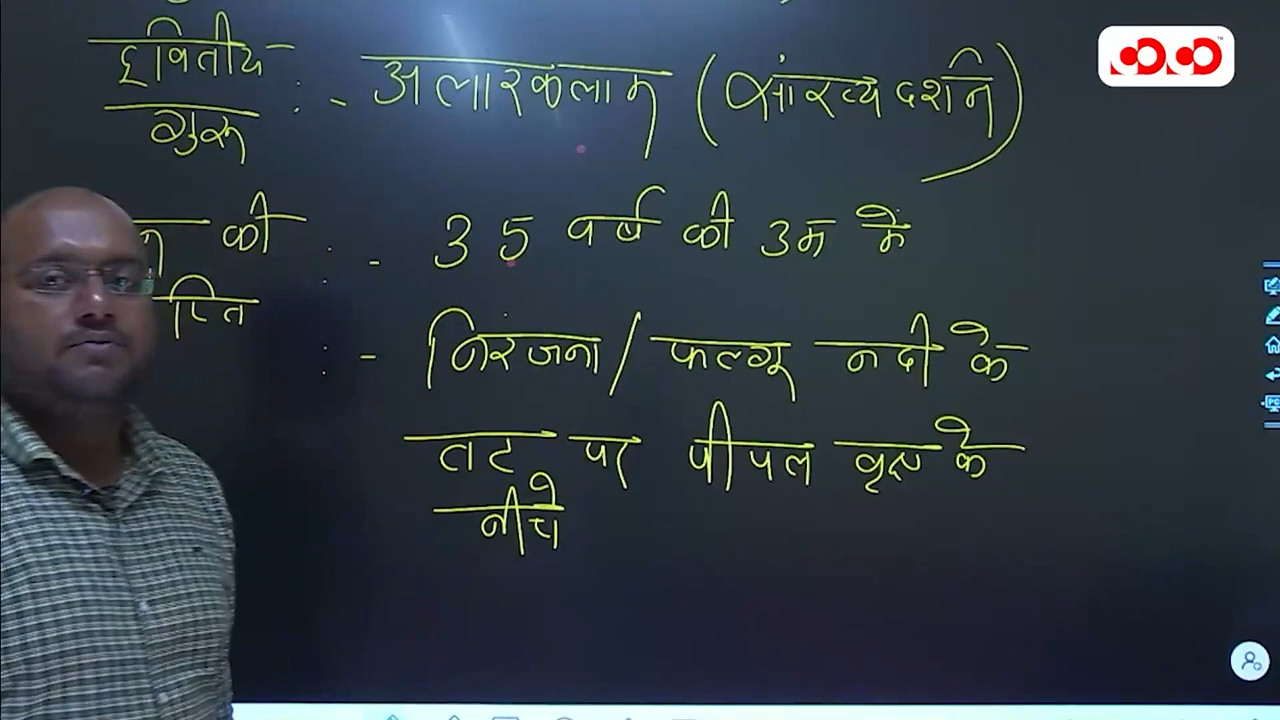 द्वितीय
गुरू :- अलारकलाम (सांख्य दर्शन)
की :- 35 वर्ष की उम्र में
:- निरंजना / फल्गू नदी के
तट पर पीपल वृक्ष के
नीचे